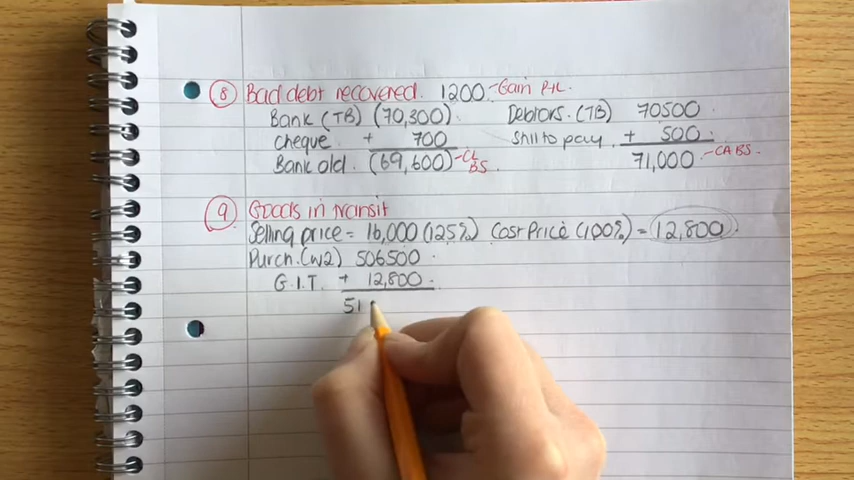 8 Bad debt recovered. 1200 - Gain P+L.
Bank (TB) (70,300). Debtors. (TB) 70500
cheque + 700 still to pay. + 500.
Bank o/d. (69,600) - CL BS. 71,000 - CA BS.
9 Goods in transit
Selling price = 16,000 (125%) Cost Price (100%) = 12,800
Purch. (W2) 506500
G.I.T. + 12,800.
51